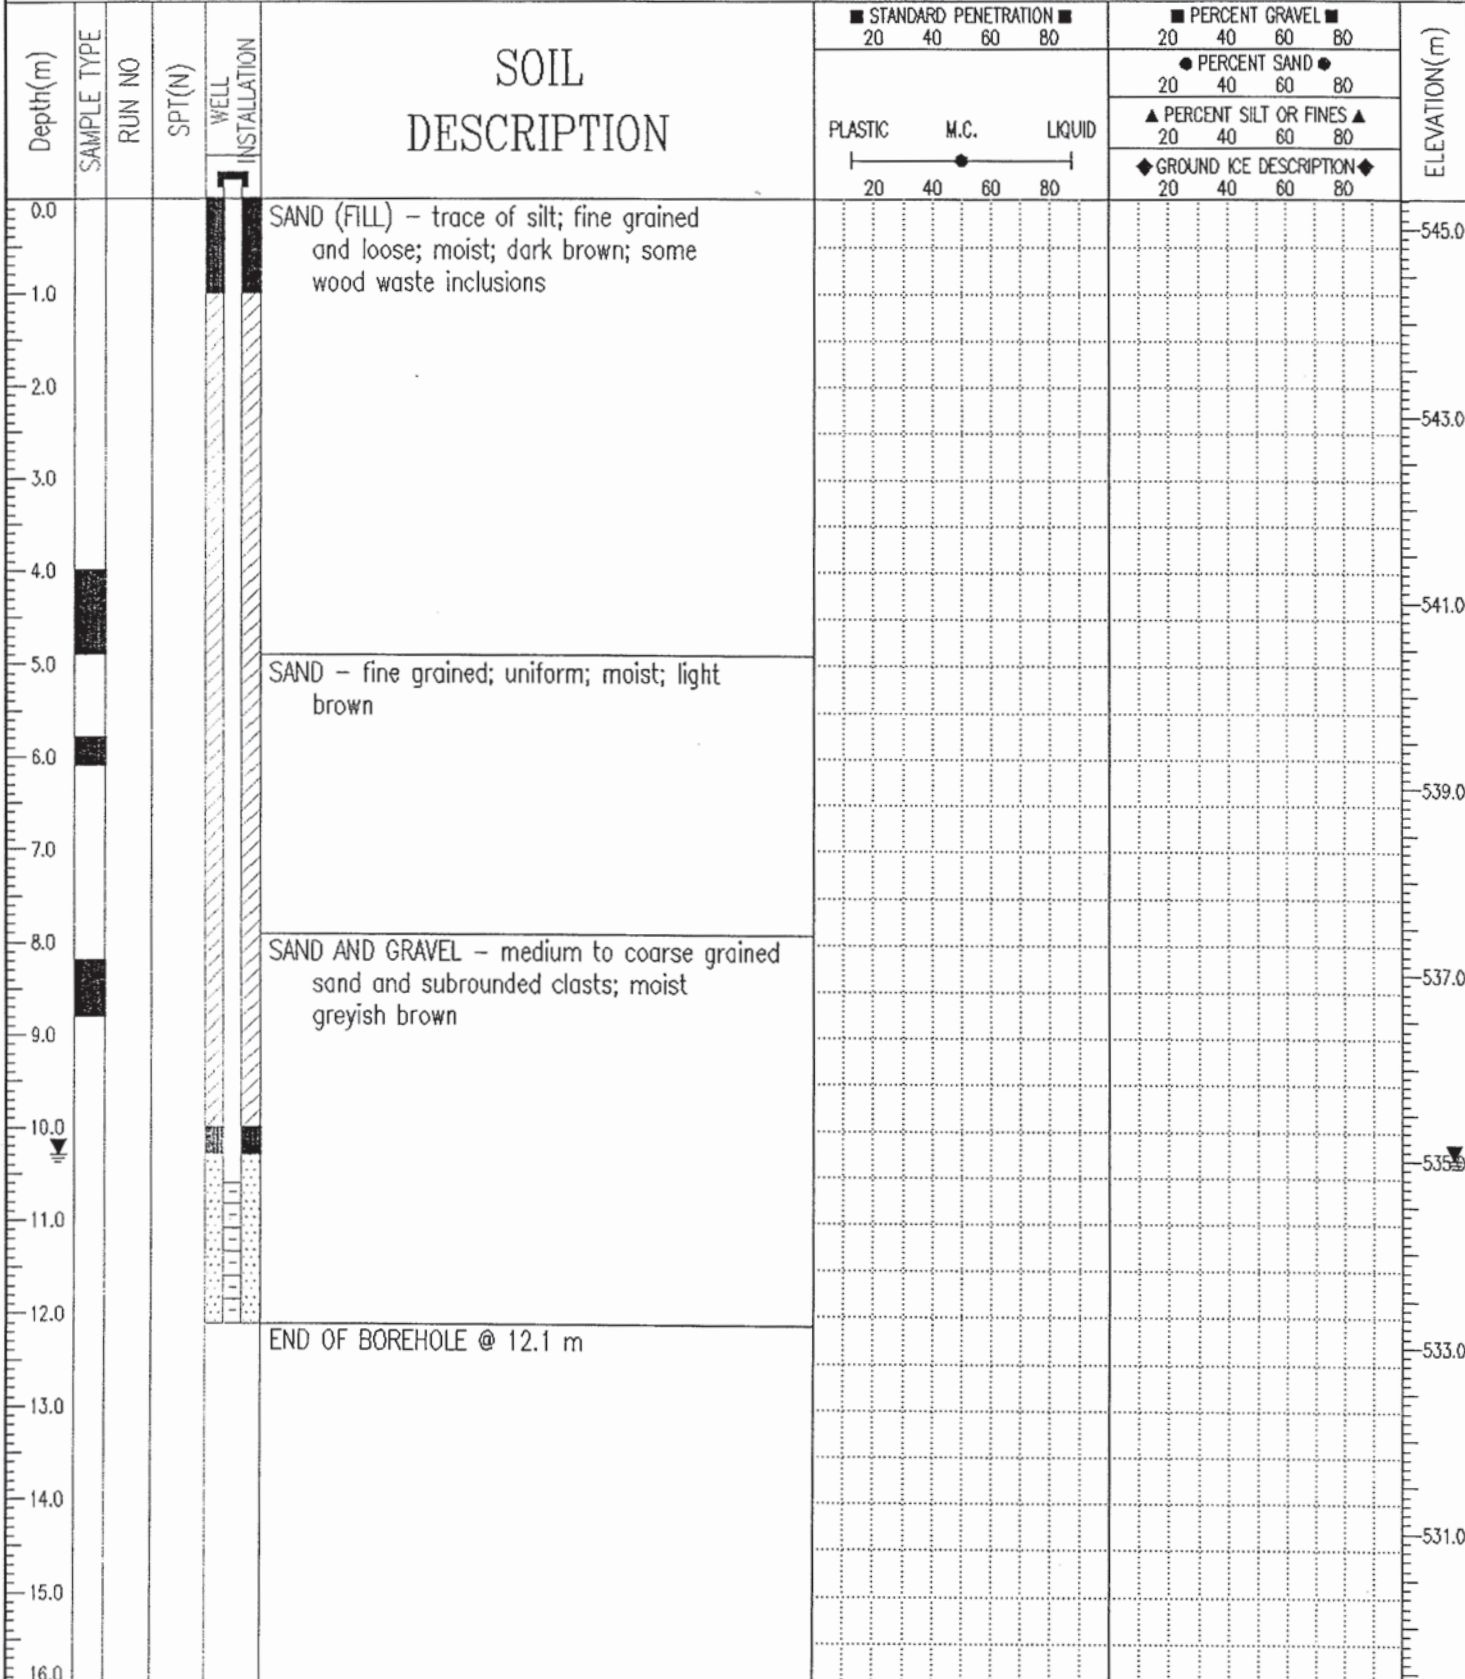 Depth(m)
SAMPLE TYPE
RUN NO
SPT(N)
WELL
INSTALLATION
SOIL
DESCRIPTION
■ STANDARD PENETRATION ■
20 40 60 80
PLASTIC M.C. LIQUID
20 40 60 80
■ PERCENT GRAVEL ■
20 40 60 80
● PERCENT SAND ●
20 40 60 80
▲ PERCENT SILT OR FINES ▲
20 40 60 80
◆ GROUND ICE DESCRIPTION ◆
20 40 60 80
ELEVATION(m)
0.0
1.0
2.0
3.0
4.0
5.0
6.0
7.0
8.0
9.0
10.0
11.0
12.0
13.0
14.0
15.0
16.0
SAND (FILL) – trace of silt; fine grained
and loose; moist; dark brown; some
wood waste inclusions
SAND – fine grained; uniform; moist; light
brown
SAND AND GRAVEL – medium to coarse grained
sand and subrounded clasts; moist
greyish brown
END OF BOREHOLE @ 12.1 m
545.0
543.0
541.0
539.0
537.0
535.0
533.0
531.0